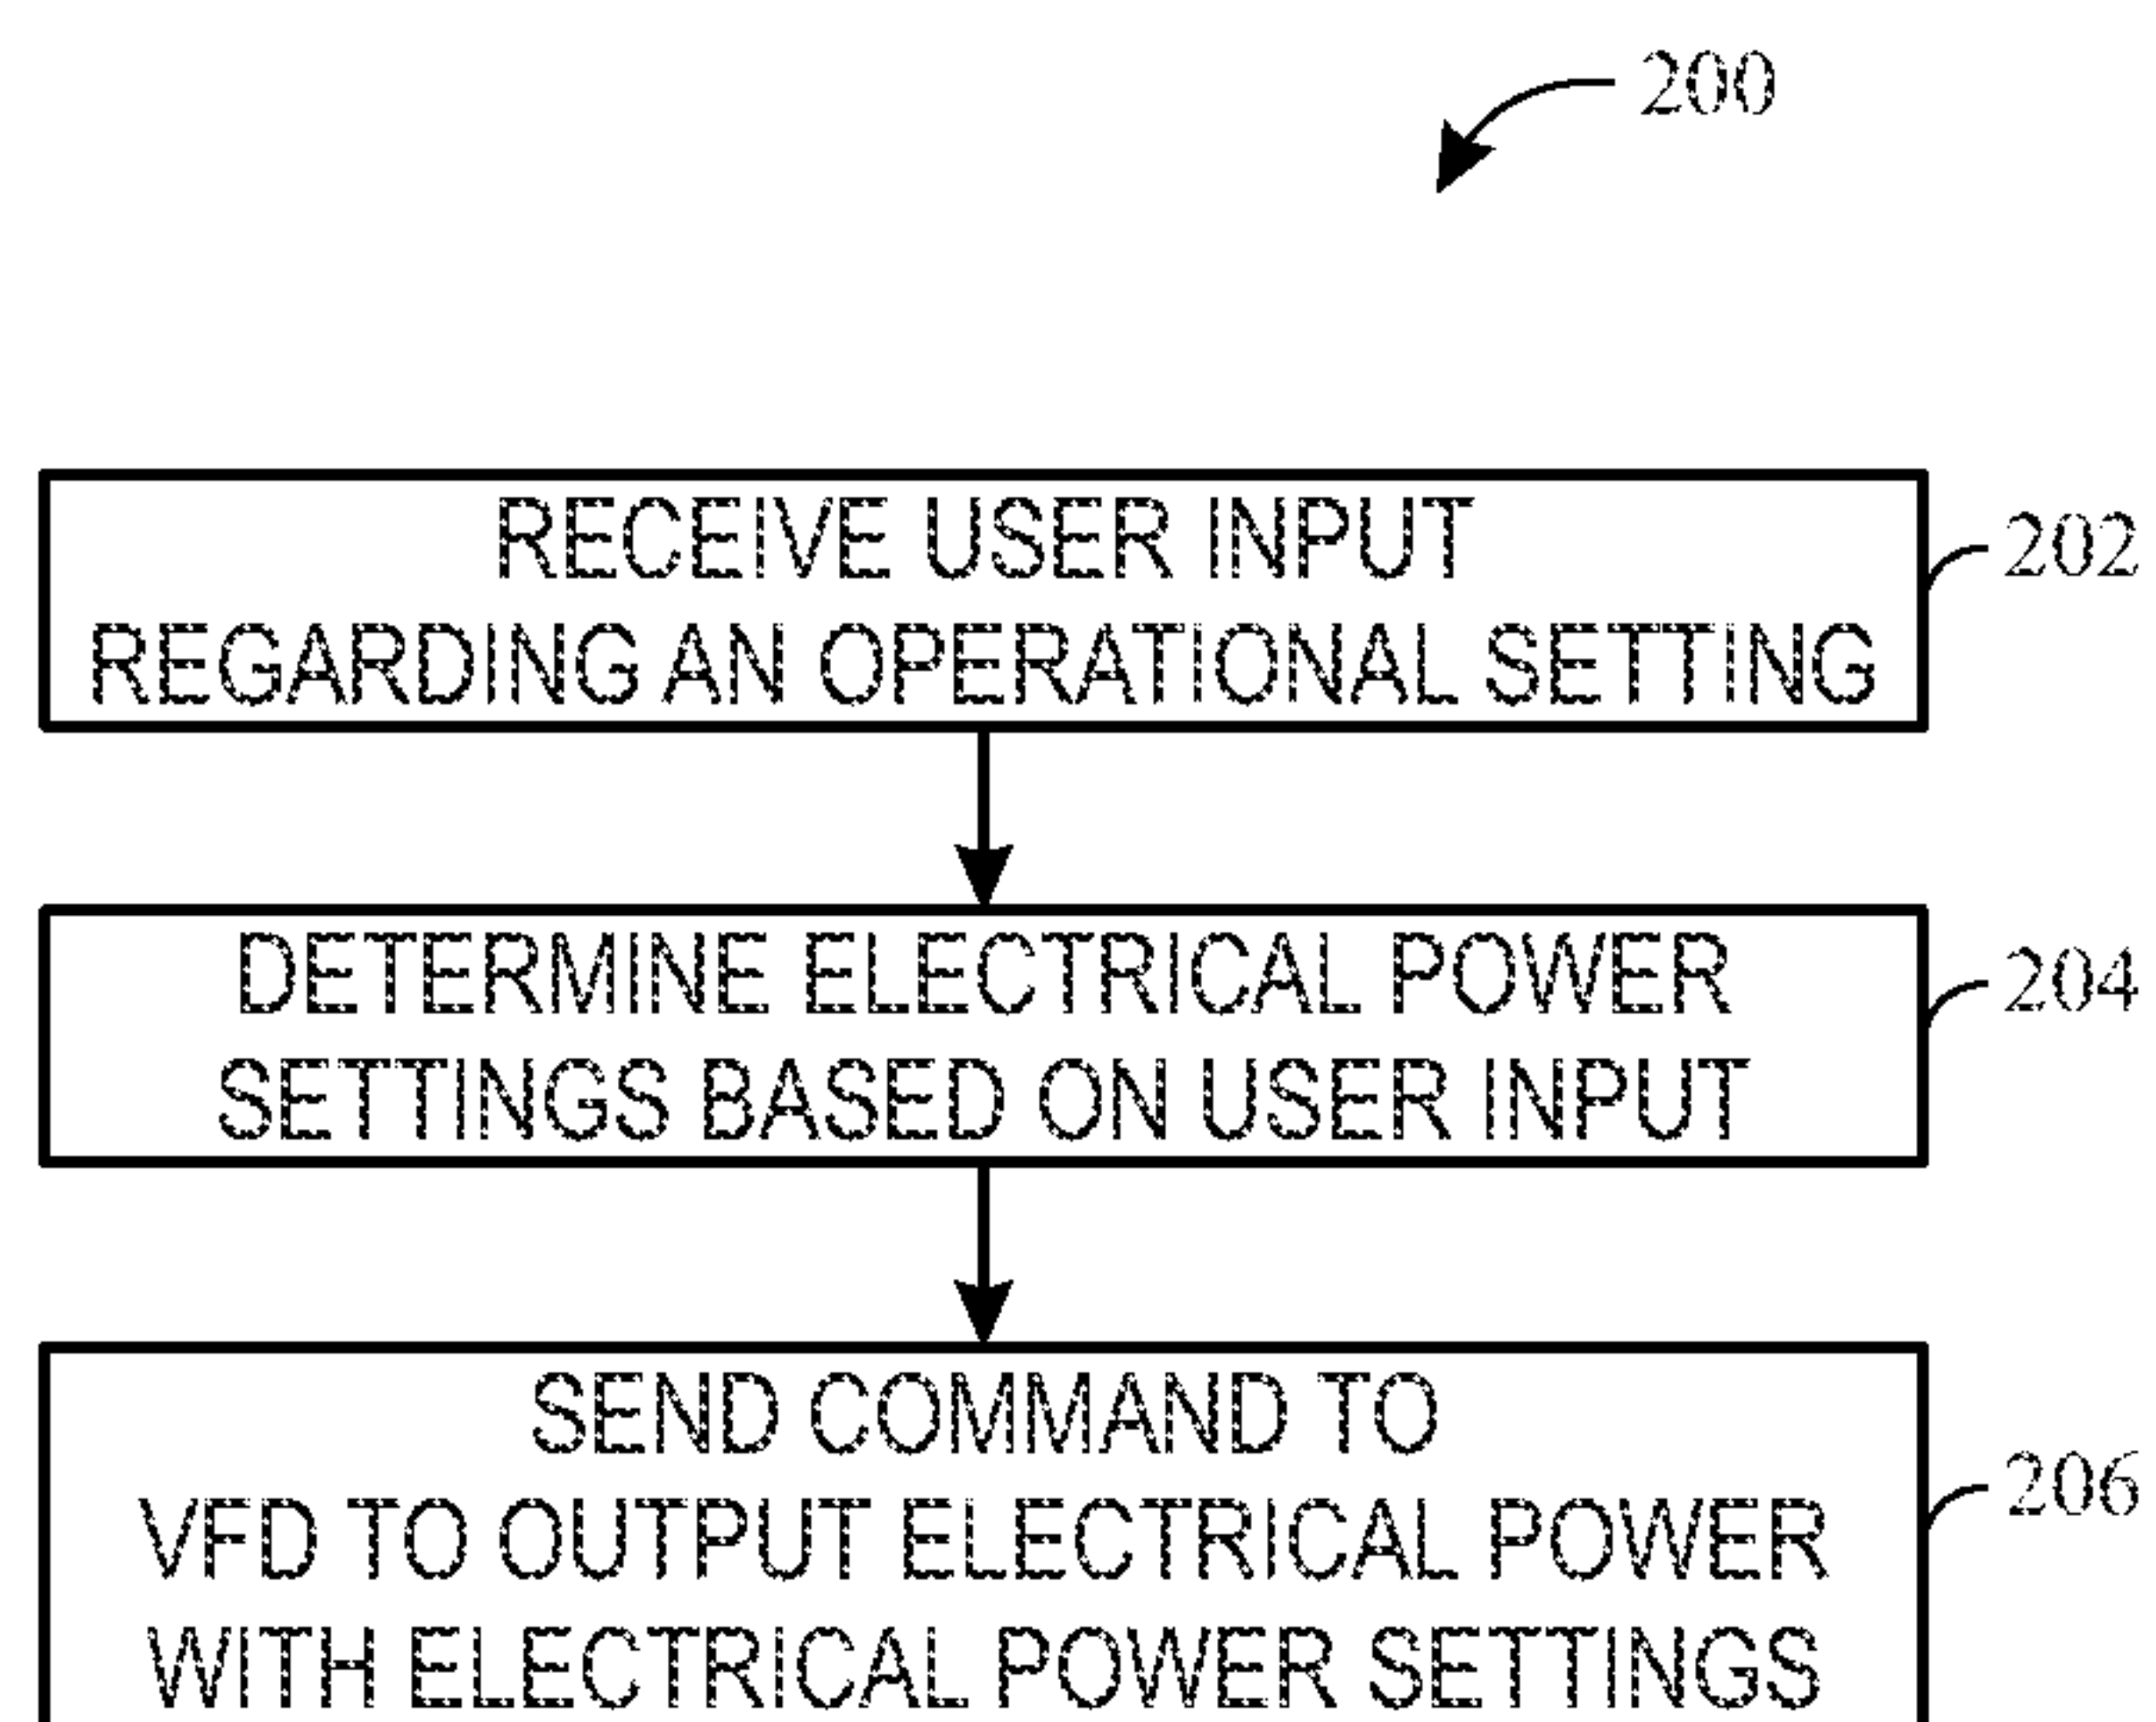 200
RECEIVE USER INPUT
REGARDING AN OPERATIONAL SETTING
202
DETERMINE ELECTRICAL POWER
SETTINGS BASED ON USER INPUT
204
SEND COMMAND TO
VFD TO OUTPUT ELECTRICAL POWER
WITH ELECTRICAL POWER SETTINGS
206